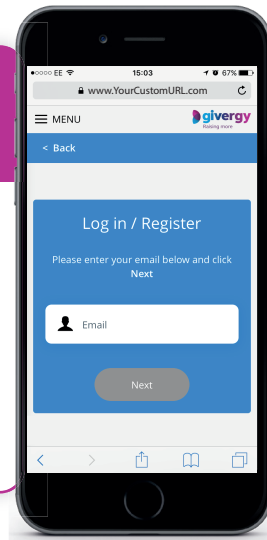 EE 15:03 67%
www.YourCustomURL.com
MENU
givergy
Raising more
< Back
Log in / Register
Please enter your email below and click
Next
Email
Next